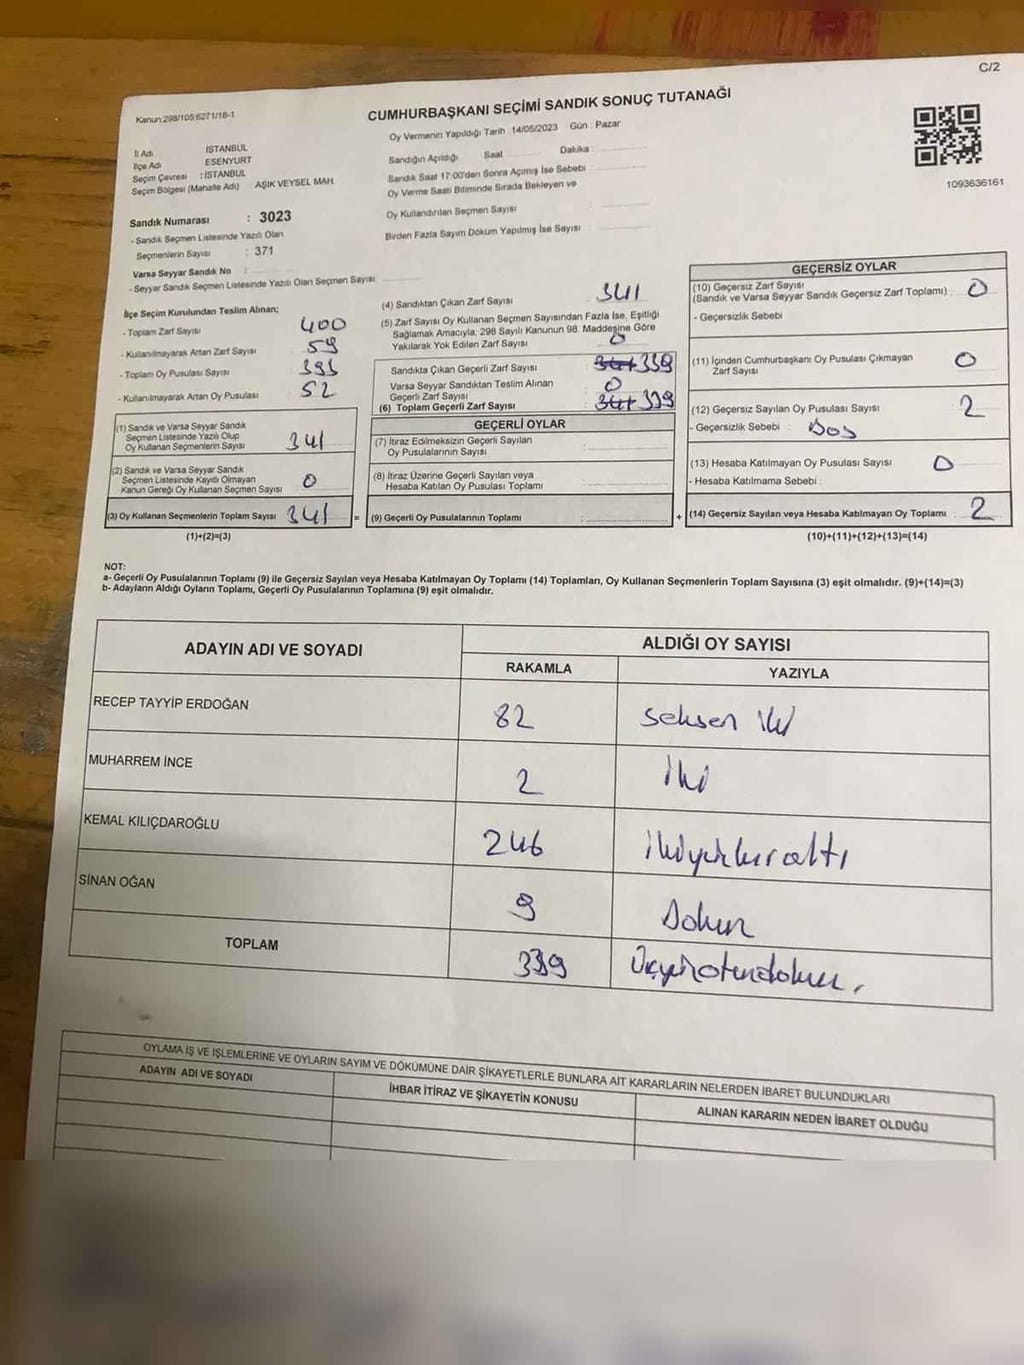 C/2
Kanun:298/105;6271/16-1
CUMHURBAŞKANI SEÇİMİ SANDIK SONUÇ TUTANAĞI
Oy Vermenin Yapıldığı Tarih 14/05/2023 Gün : Pazar
İl Adı : İSTANBUL
İlçe Adı ESENYURT
Seçim Çevresi : İSTANBUL
Seçim Bölgesi (Mahalle Adı) AŞIK VEYSEL MAH.
Sandığın Açıldığı Saat Dakika
Sandık Saat 17:00'den Sonra Açımış İse Sebebi :
Oy Verme Saati Bitiminde Sırada Bekleyen ve
Oy Kullandırılan Seçmen Sayısı :
Birden Fazla Sayım Döküm Yapılmış İse Sayısı
1093636161
Sandık Numarası : 3023
- Sandık Seçmen Listesinde Yazılı Olan
Seçmenlerin Sayısı : 371
Varsa Seyyar Sandık No :
- Seyyar Sandık Seçmen Listesinde Yazılı Olan Seçmen Sayısı
İlçe Seçim Kurulundan Teslim Alınan;
- Toplam Zarf Sayısı 400
- Kullanılmayarak Artan Zarf Sayısı 59
- Toplam Oy Pusulası Sayısı 393
- Kullanılmayarak Artan Oy Pusulası 52
(1) Sandık ve Varsa Seyyar Sandık
Seçmen Listesinde Yazılı Olup
Oy Kullanan Seçmenlerin Sayısı 341
(2) Sandık ve Varsa Seyyar Sandık
Seçmen Listesinde Kayıtlı Olmayan
Kanun Gereği Oy Kullanan Seçmen Sayısı 0
(3) Oy Kullanan Seçmenlerin Toplam Sayısı 341 =
(1)+(2)=(3)
(4) Sandıktan Çıkan Zarf Sayısı : 341
(5) Zarf Sayısı Oy Kullanan Seçmen Sayısından Fazla İse, Eşitliği
Sağlamak Amacıyla, 298 Sayılı Kanunun 98. Maddesine Göre
Yakılarak Yok Edilen Zarf Sayısı : 0
Sandıkta Çıkan Geçerli Zarf Sayısı : 341 339
Varsa Seyyar Sandıktan Teslim Alınan
Geçerli Zarf Sayısı : 0
(6) Toplam Geçerli Zarf Sayısı : 341 339
GEÇERLİ OYLAR
(7) İtiraz Edilmeksizin Geçerli Sayılan
Oy Pusulalarının Sayısı :
(8) İtiraz Üzerine Geçerli Sayılan veya
Hesaba Katılan Oy Pusulası Toplamı :
(9) Geçerli Oy Pusulalarının Toplamı : +
GEÇERSİZ OYLAR
(10) Geçersiz Zarf Sayısı
(Sandık ve Varsa Seyyar Sandık Geçersiz Zarf Toplamı) : 0
- Geçersizlik Sebebi
(11) İçinden Cumhurbaşkanı Oy Pusulası Çıkmayan
Zarf Sayısı 0
(12) Geçersiz Sayılan Oy Pusulası Sayısı 2
- Geçersizlik Sebebi : Boş
(13) Hesaba Katılmayan Oy Pusulası Sayısı 0
- Hesaba Katılmama Sebebi :
(14) Geçersiz Sayılan veya Hesaba Katılmayan Oy Toplamı : 2
(10)+(11)+(12)+(13)=(14)
NOT:
a- Geçerli Oy Pusulalarının Toplamı (9) ile Geçersiz Sayılan veya Hesaba Katılmayan Oy Toplamı (14) Toplamları, Oy Kullanan Seçmenlerin Toplam Sayısına (3) eşit olmalıdır. (9)+(14)=(3)
b- Adayların Aldığı Oyların Toplamı, Geçerli Oy Pusulalarının Toplamına (9) eşit olmalıdır.
ADAYIN ADI VE SOYADI
ALDIĞI OY SAYISI
RAKAMLA YAZIYLA
RECEP TAYYİP ERDOĞAN 82 Seksen iki
MUHARREM İNCE 2 İki
KEMAL KILIÇDAROĞLU 246 ikiyüzkırkaltı
SİNAN OĞAN 9 Dokuz
TOPLAM 339 Üçyüzotuzdokuz.
OYLAMA İŞ VE İŞLEMLERİNE VE OYLARIN SAYIM VE DÖKÜMÜNE DAİR ŞİKAYETLERLE BUNLARA AİT KARARLARIN NELERDEN İBARET BULUNDUKLARI
ADAYIN ADI VE SOYADI
İHBAR İTİRAZ VE ŞİKAYETİN KONUSU
ALINAN KARARIN NEDEN İBARET OLDUĞU